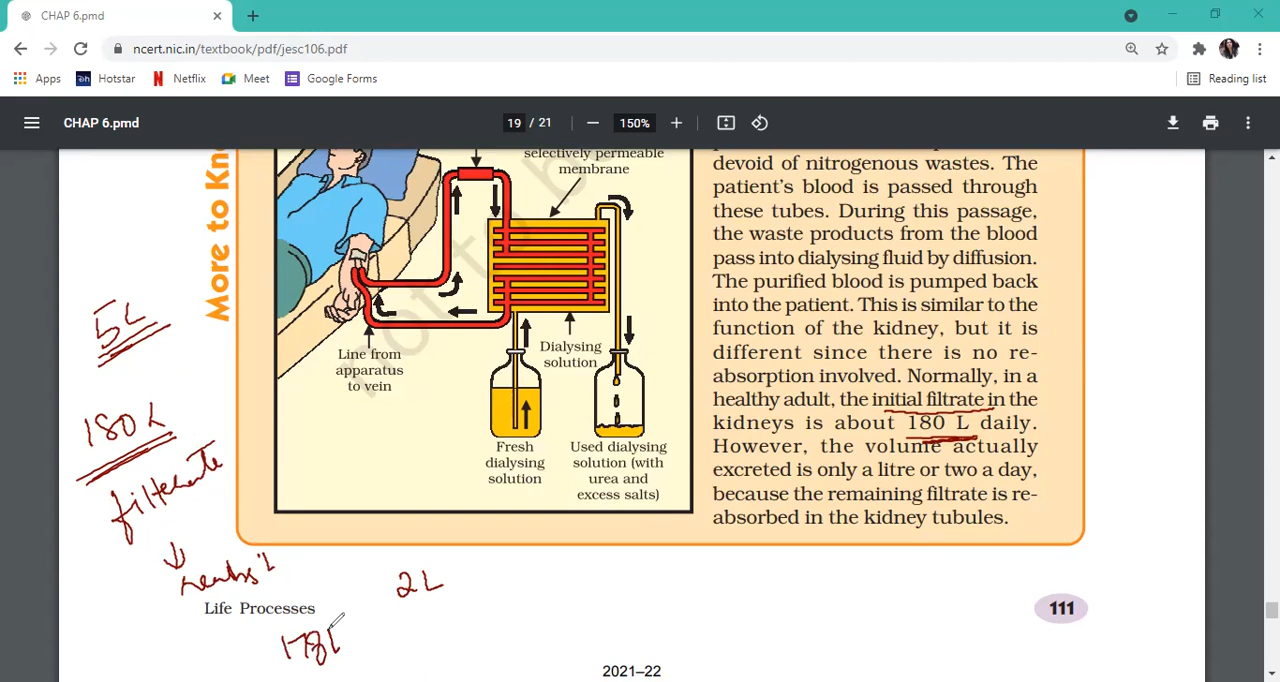 CHAP 6.pmd
ncert.nic.in/textbook/pdf/jesc106.pdf
Apps
Hotstar
Netflix
Meet
Google Forms
Reading list
CHAP 6.pmd
19 / 21
150%
More to Kn
selectively permeable
membrane
Line from
apparatus
to vein
Dialysing
solution
Fresh
dialysing
solution
Used dialysing
solution (with
urea and
excess salts)
not to b
devoid of nitrogenous wastes. The
patient's blood is passed through
these tubes. During this passage,
the waste products from the blood
pass into dialysing fluid by diffusion.
The purified blood is pumped back
into the patient. This is similar to the
function of the kidney, but it is
different since there is no re-
absorption involved. Normally, in a
healthy adult, the initial filtrate in the
kidneys is about 180 L daily.
However, the volume actually
excreted is only a litre or two a day,
because the remaining filtrate is re-
absorbed in the kidney tubules.
5L
180 L
2L
178L
Life Processes
111
2021–22